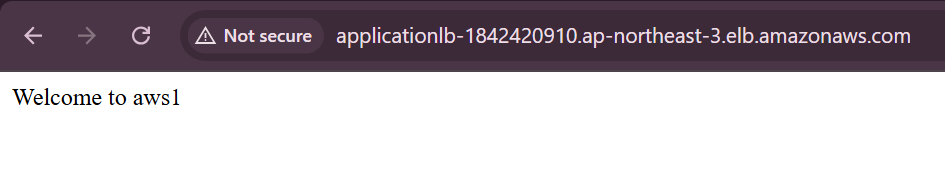 Not secure applicationlb-1842420910.ap-northeast-3.elb.amazonaws.com
Welcome to aws1